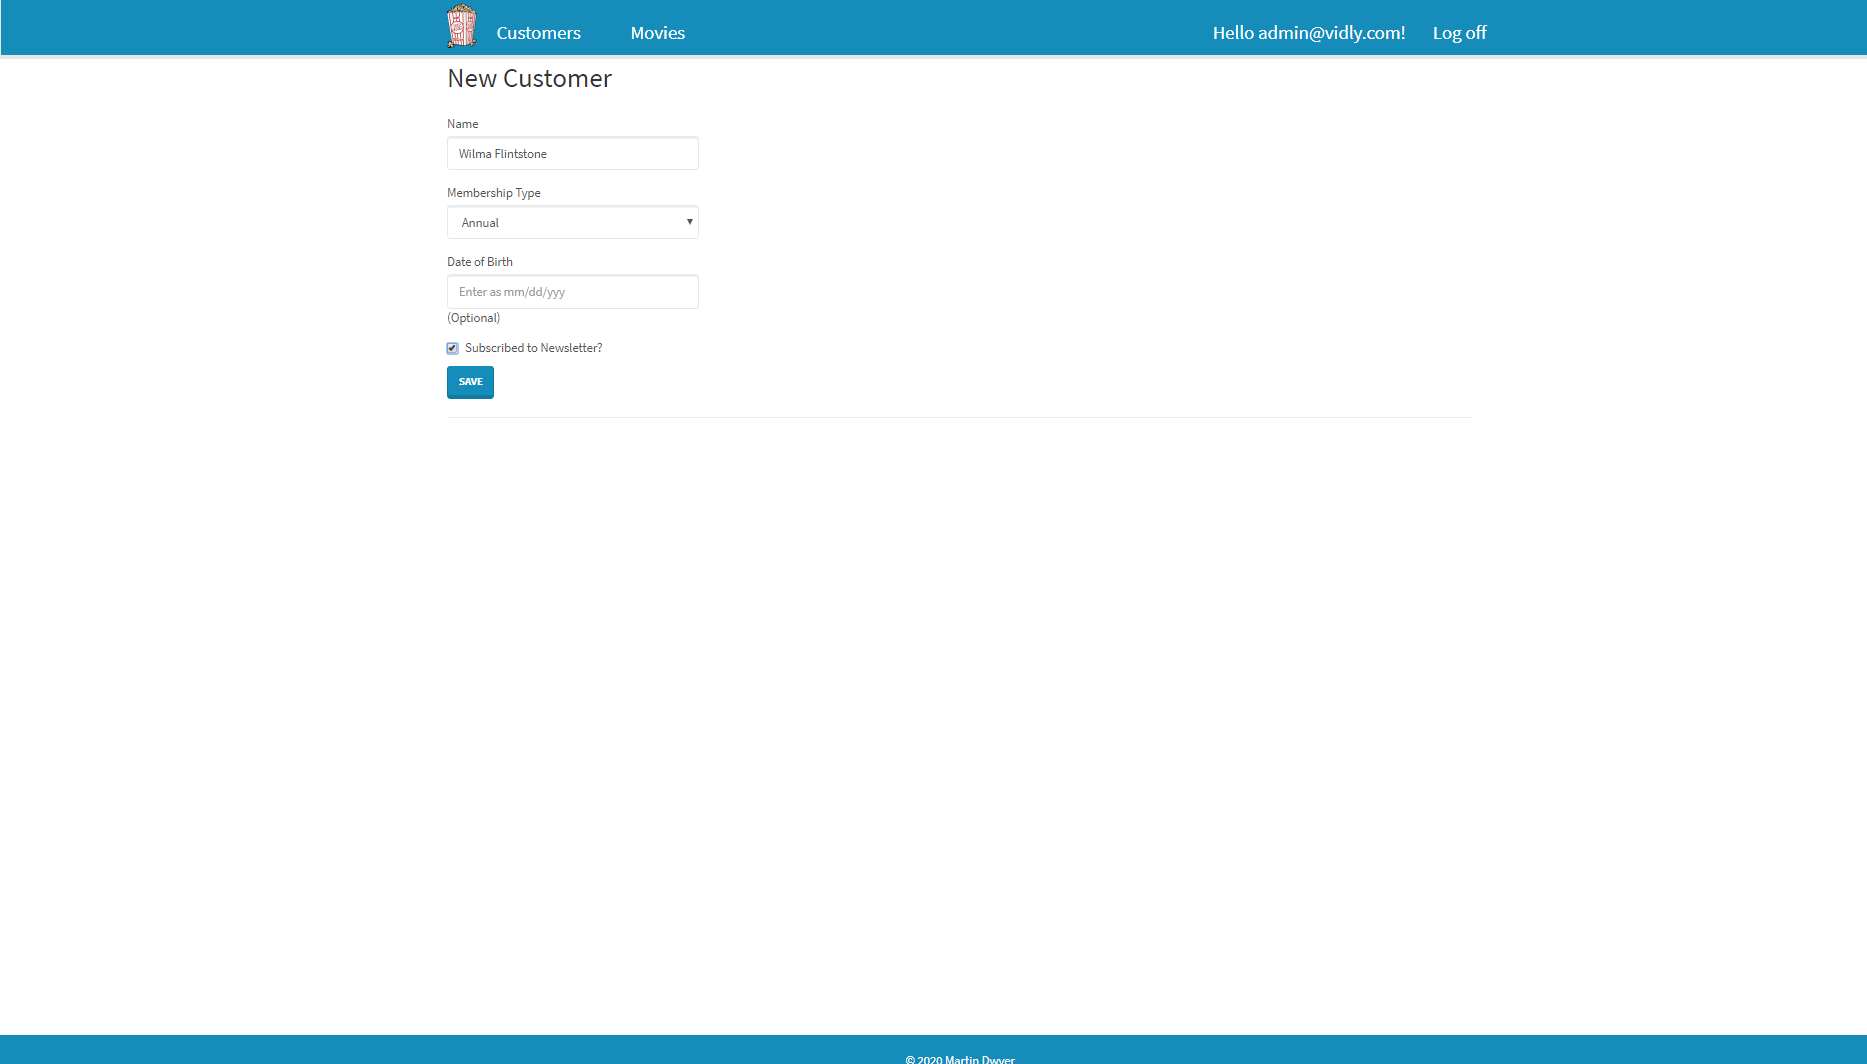 Customers Movies Hello admin@vidly.com! Log off
New Customer
Name
Wilma Flintstone
Membership Type
Annual
Date of Birth
Enter as mm/dd/yyy
(Optional)
Subscribed to Newsletter?
SAVE
© 2020 Martin Dwyer